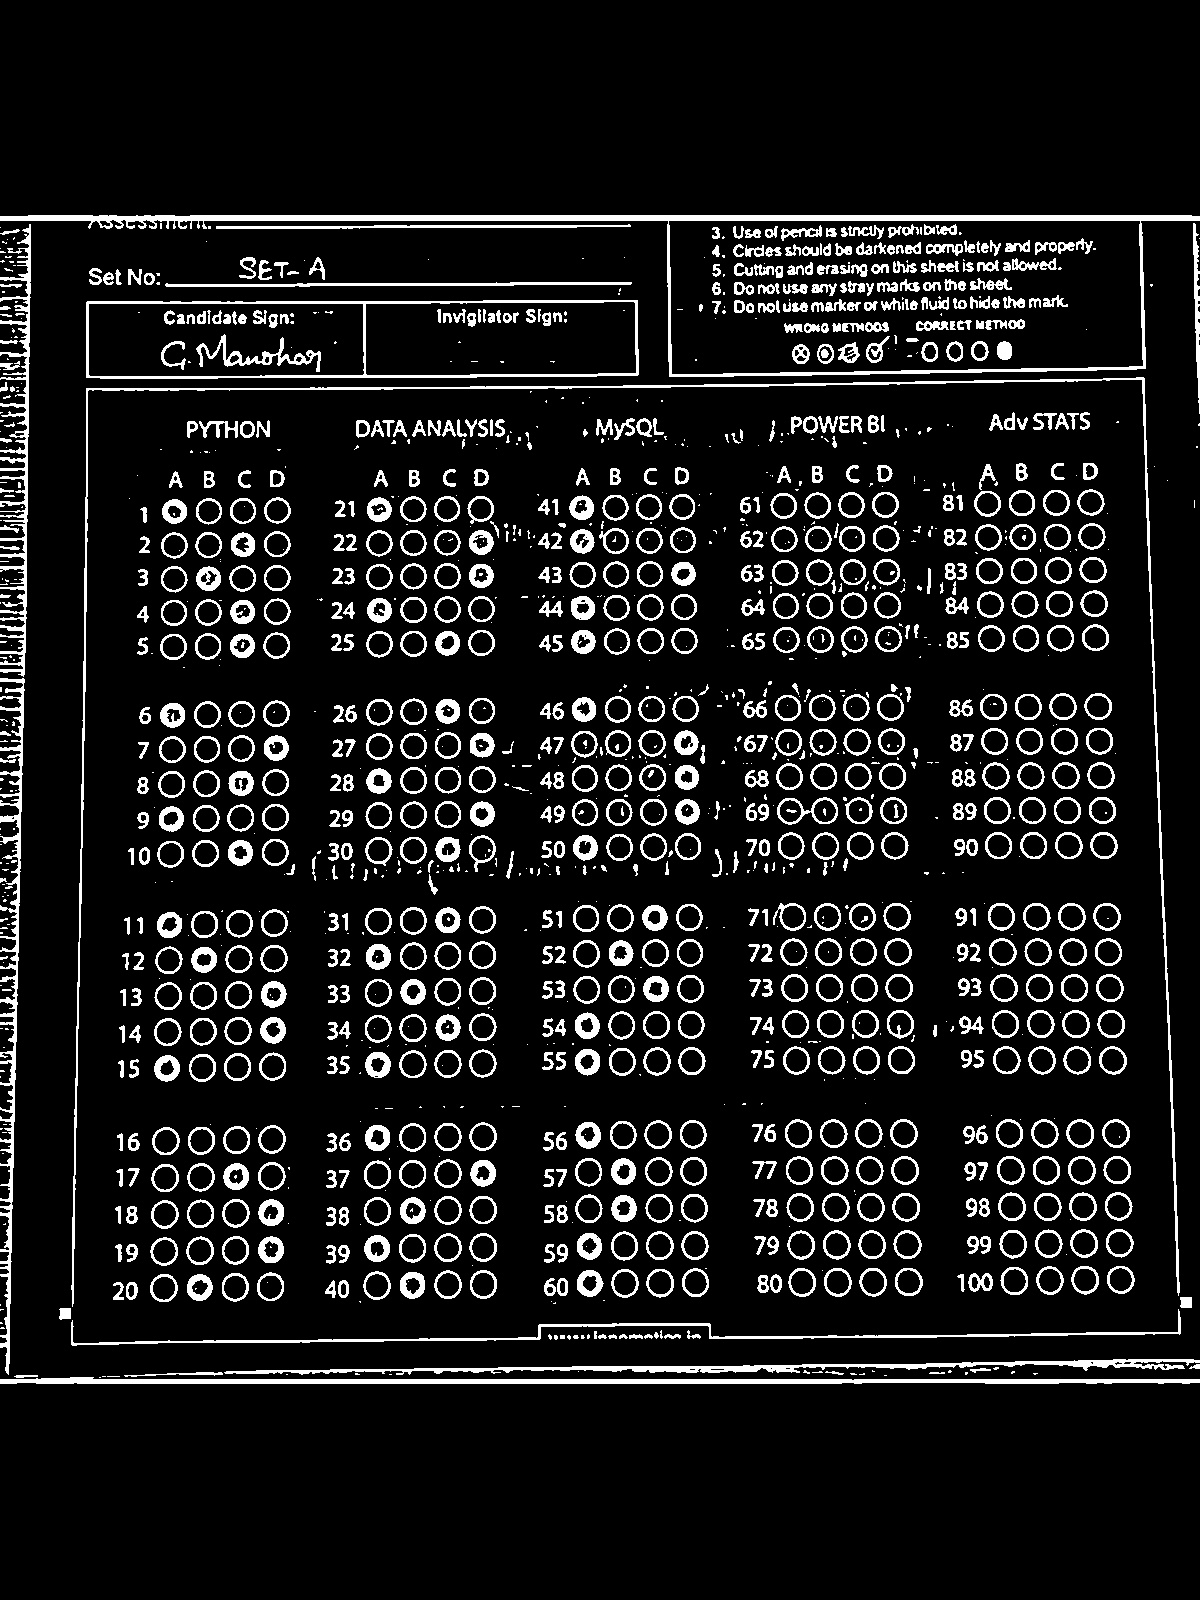 Assessment:
Set No: SET-A
3. Use of pencil is strictly prohibited.
4. Circles should be darkened completely and properly.
5. Cutting and erasing on this sheet is not allowed.
6. Do not use any stray marks on the sheet.
7. Do not use marker or white fluid to hide the mark.
WRONG METHODS CORRECT METHOD
Candidate Sign: Invigilator Sign:
G. Manohar
PYTHON DATA ANALYSIS MySQL POWER BI Adv STATS
A B C D A B C D A B C D A B C D A B C D
1 21 41 61 81
2 22 42 62 82
3 23 43 63 83
4 24 44 64 84
5 25 45 65 85
6 26 46 66 86
7 27 47 67 87
8 28 48 68 88
9 29 49 69 89
10 30 50 70 90
11 31 51 71 91
12 32 52 72 92
13 33 53 73 93
14 34 54 74 94
15 35 55 75 95
16 36 56 76 96
17 37 57 77 97
18 38 58 78 98
19 39 59 79 99
20 40 60 80 100